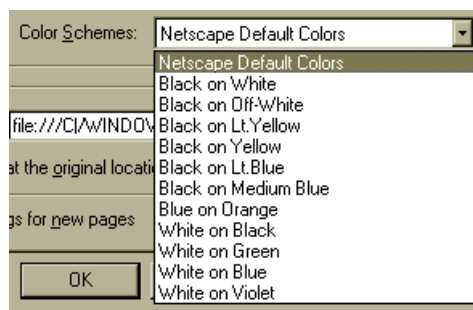 Color Schemes: Netscape Default Colors
Netscape Default Colors
Black on White
Black on Off-White
file:///C|/WINDOV Black on Lt.Yellow
Black on Yellow
at the original locati Black on Lt.Blue
Black on Medium Blue
gs for new pages Blue on Orange
White on Black
White on Green
OK White on Blue
White on Violet